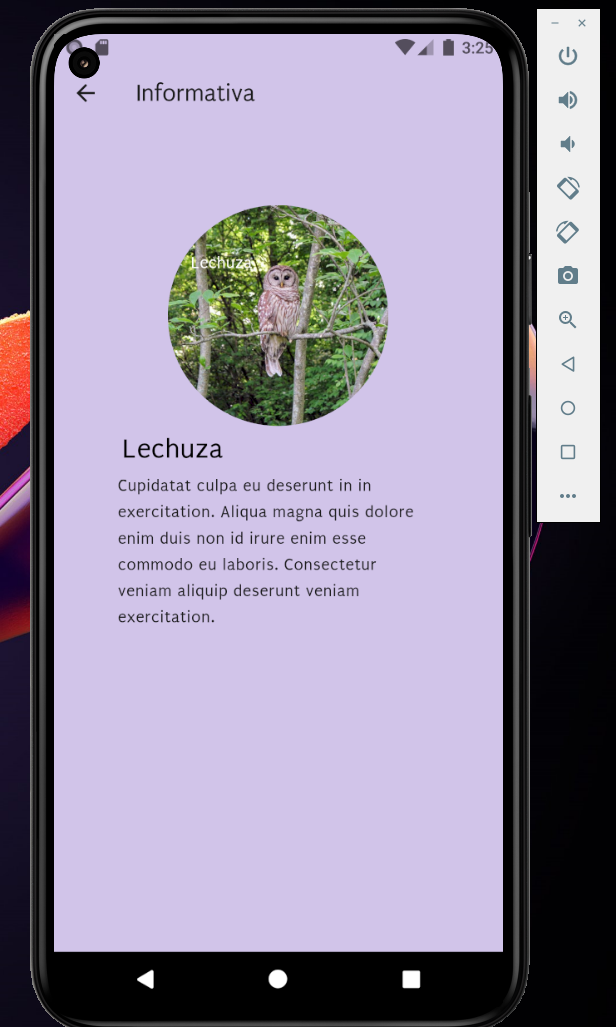 3:25
Informativa
Lechuza
Lechuza
Cupidatat culpa eu deserunt in in
exercitation. Aliqua magna quis dolore
enim duis non id irure enim esse
commodo eu laboris. Consectetur
veniam aliquip deserunt veniam
exercitation.